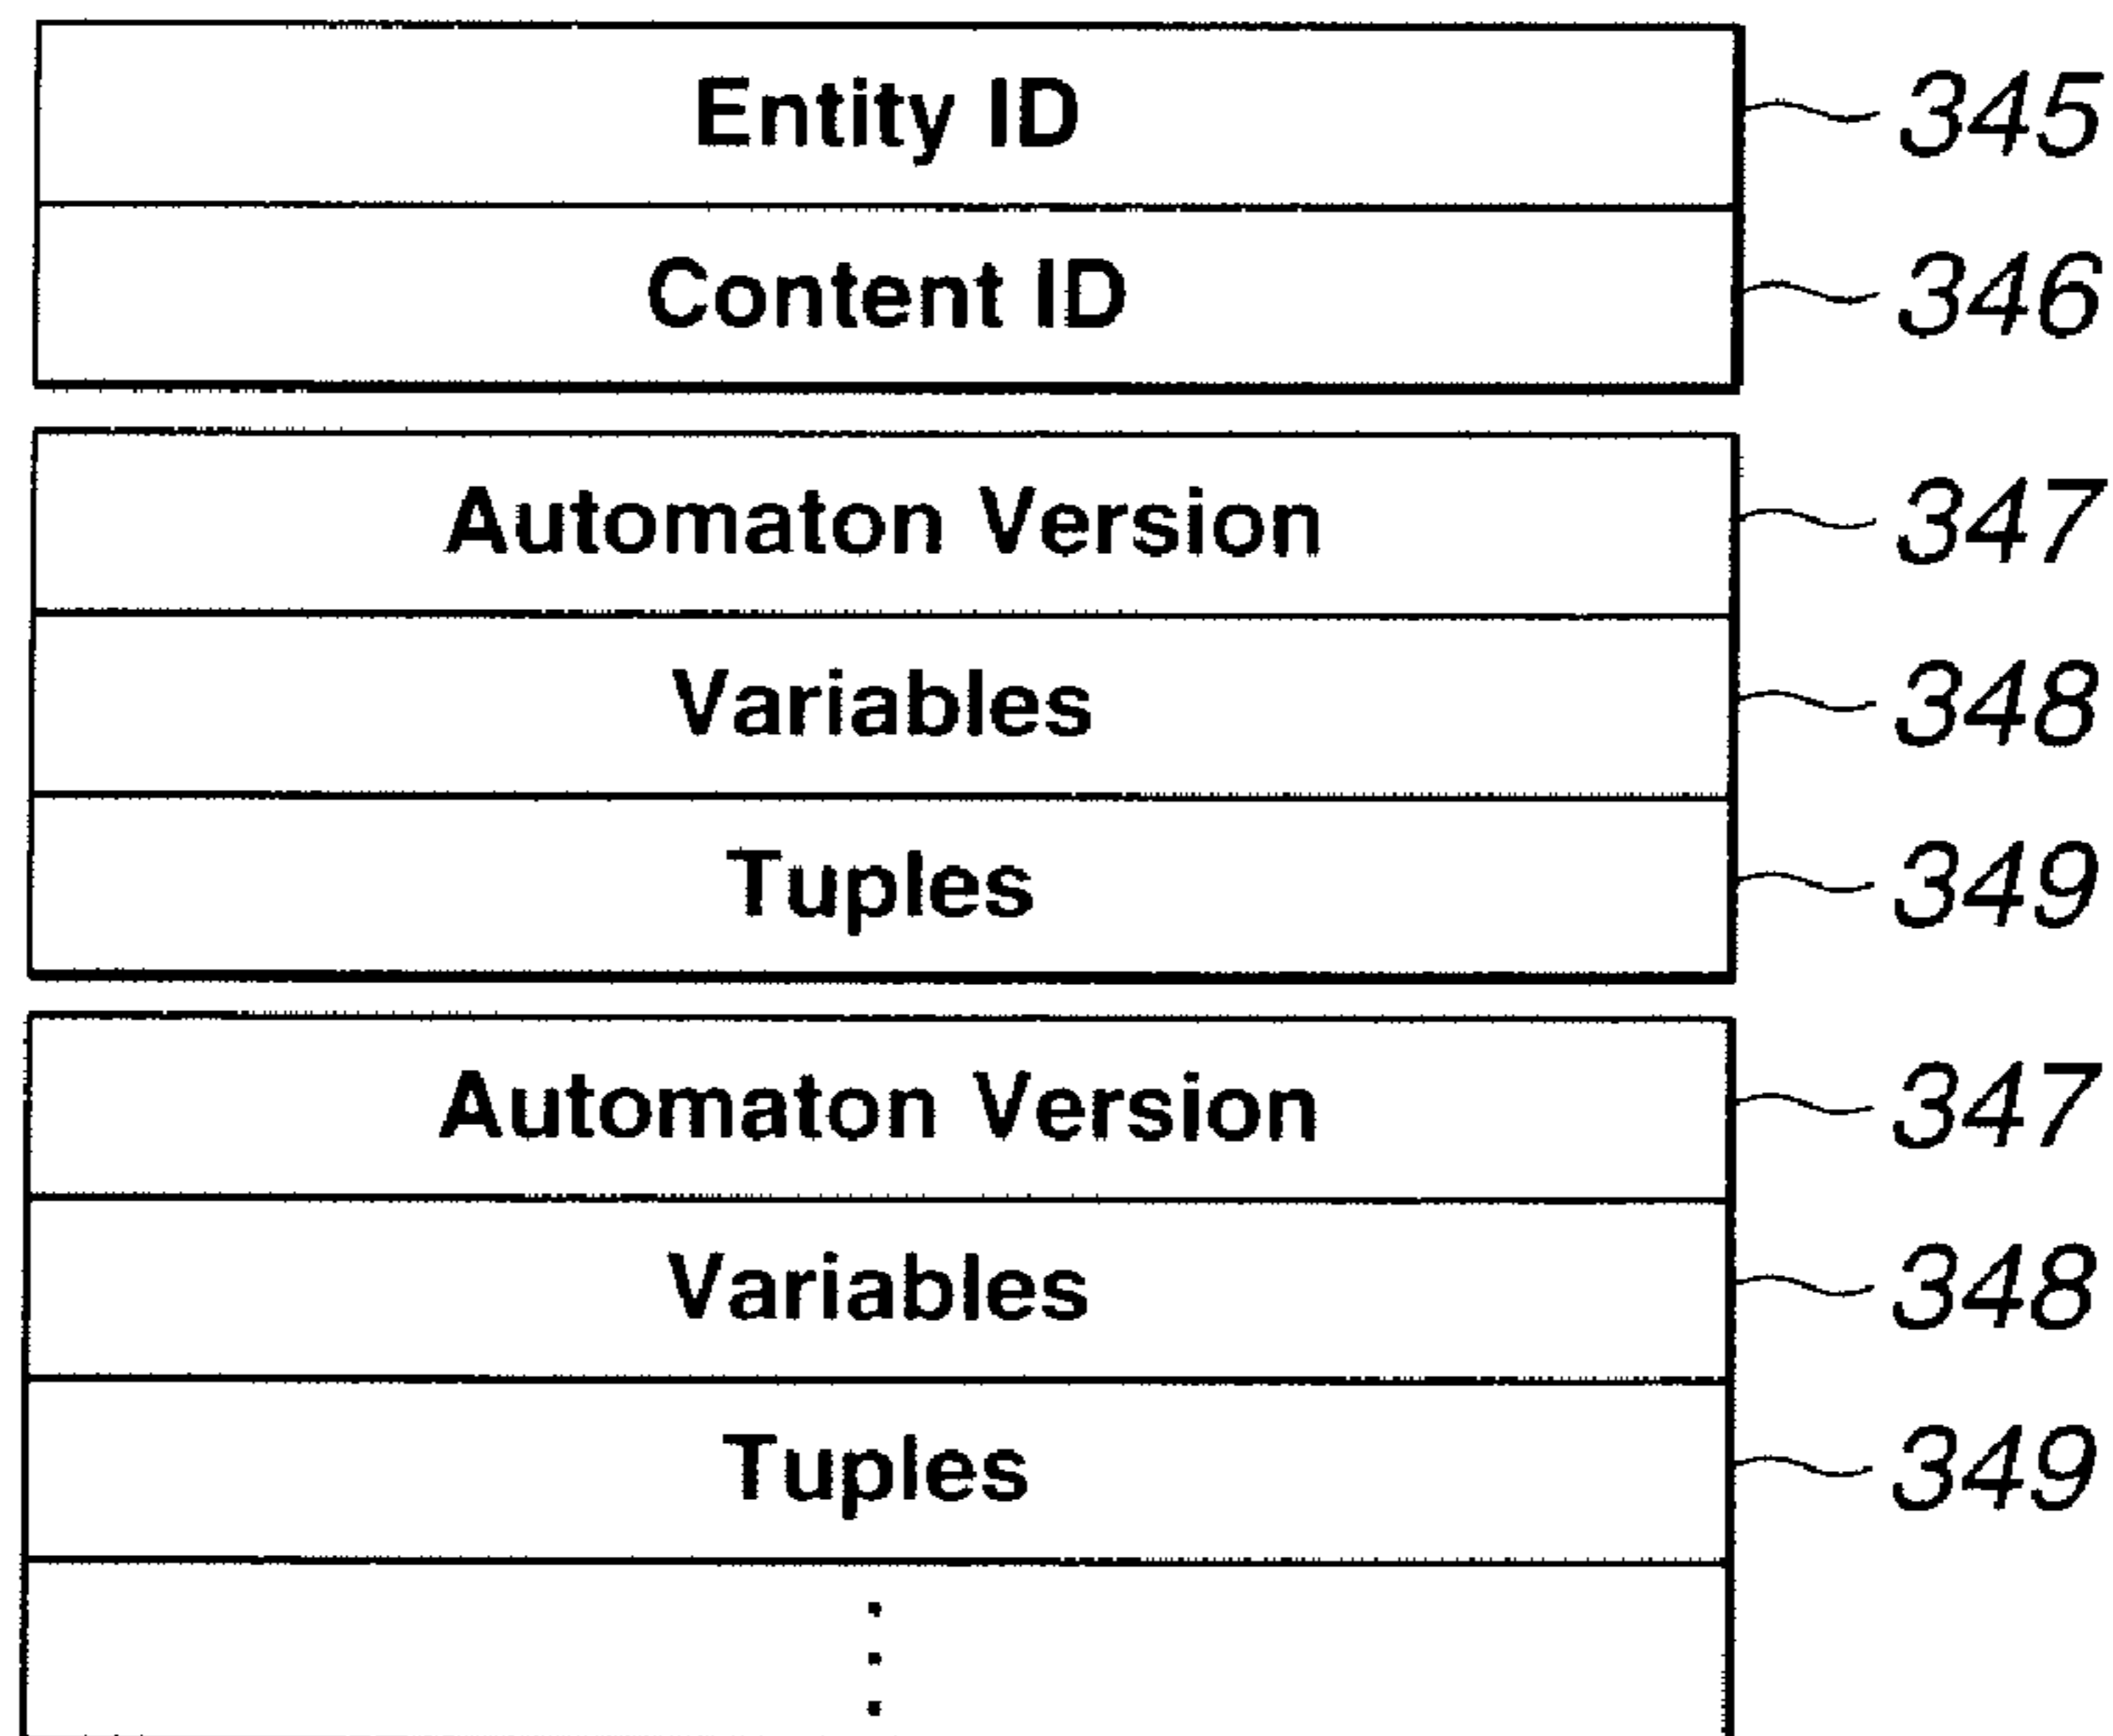 Entity ID 345
Content ID 346
Automaton Version 347
Variables 348
Tuples 349
Automaton Version 347
Variables 348
Tuples 349